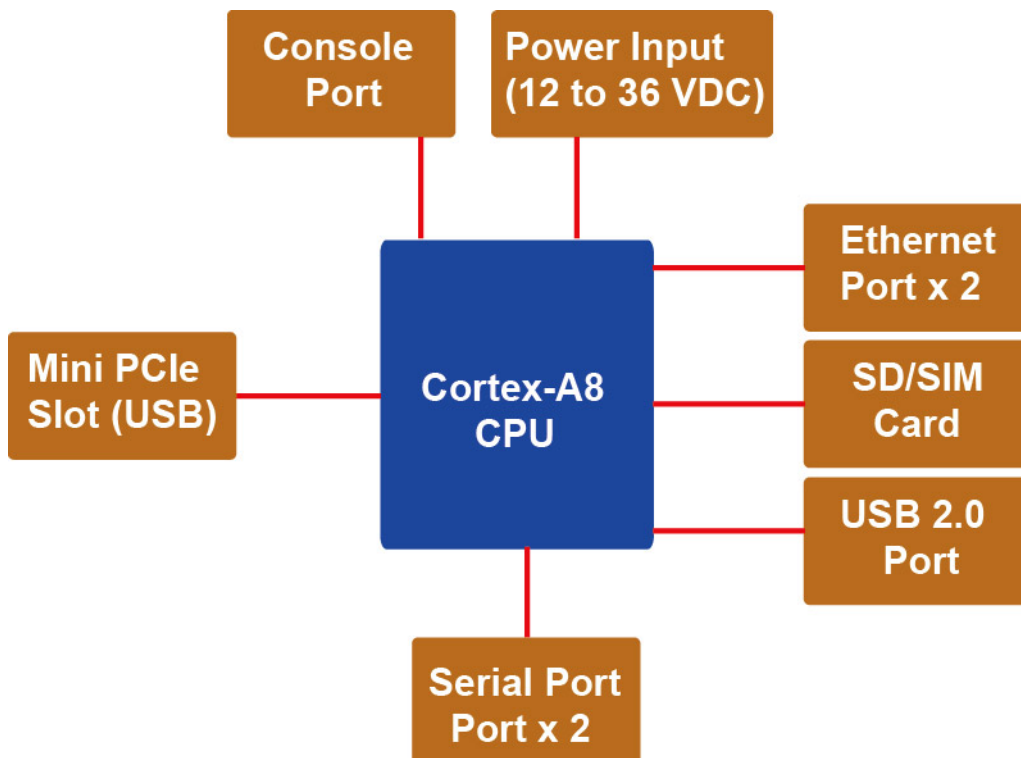 Console
Port
Power Input
(12 to 36 VDC)
Ethernet
Port x 2
Mini PCIe
Slot (USB)
Cortex-A8
CPU
SD/SIM
Card
USB 2.0
Port
Serial Port
Port x 2